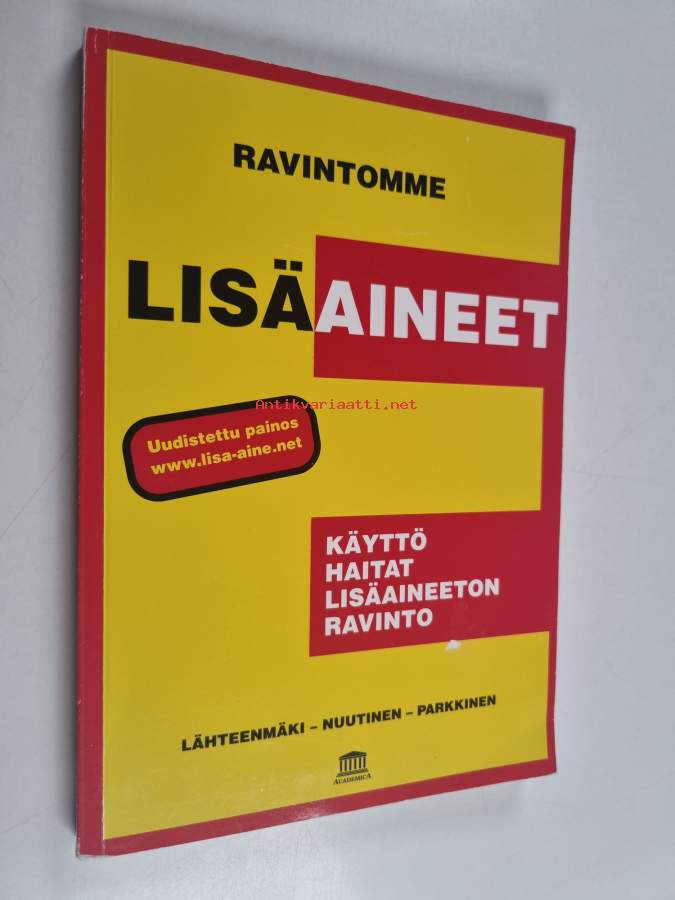 RAVINTOMME
LISÄAINEET
Antikvariaatti.net
Uudistettu painos
www.lisa-aine.net
KÄYTTÖ
HAITAT
LISÄAINEETON
RAVINTO
LÄHTEENMÄKI – NUUTINEN – PARKKINEN
ACADEMICA